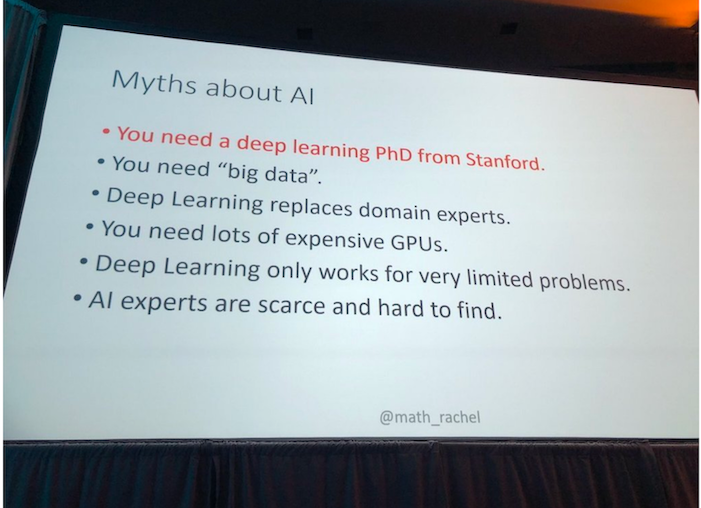 Myths about AI
• You need a deep learning PhD from Stanford.
• You need “big data”.
• Deep Learning replaces domain experts.
• You need lots of expensive GPUs.
• Deep Learning only works for very limited problems.
• AI experts are scarce and hard to find.
@math_rachel